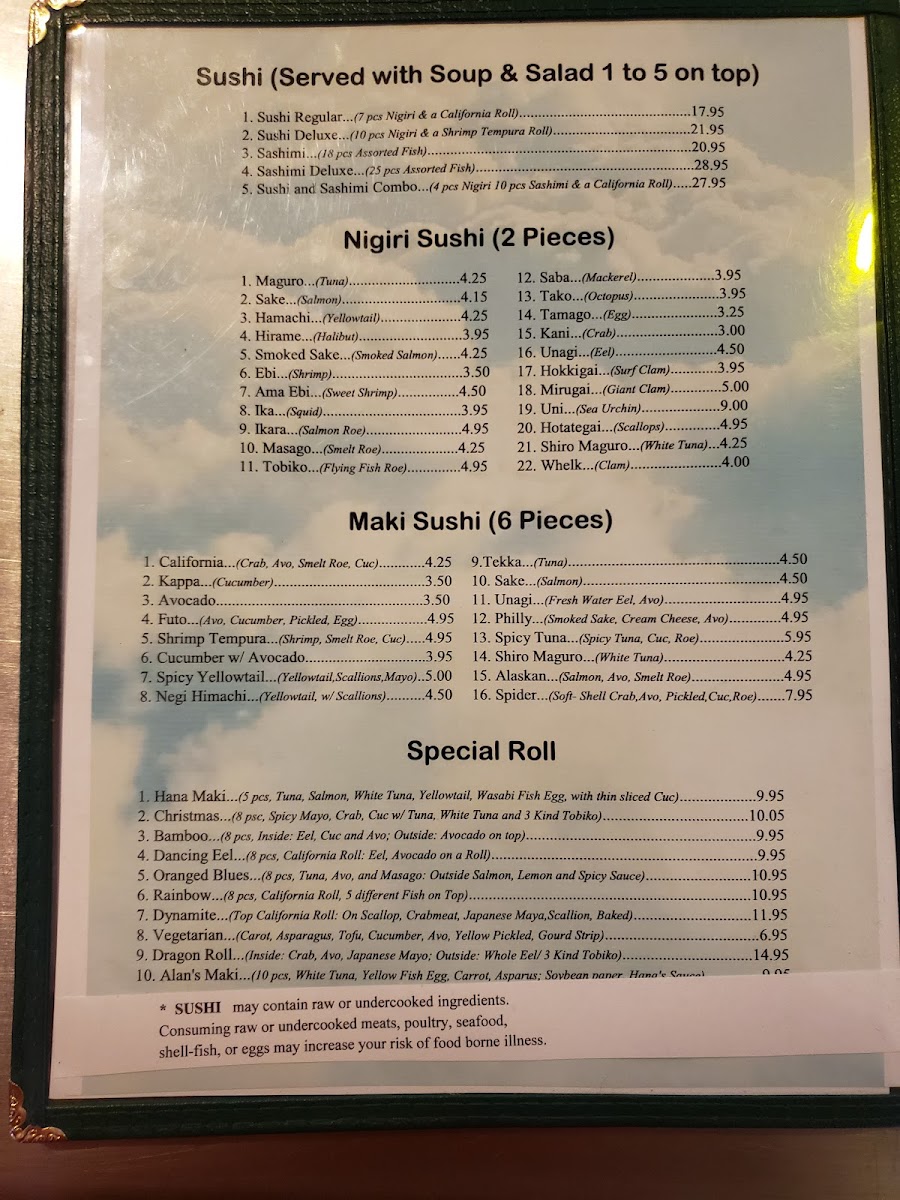 Sushi (Served with Soup & Salad 1 to 5 on top)
1. Sushi Regular...(7 pcs Nigiri & a California Roll)..........17.95
2. Sushi Deluxe...(10 pcs Nigiri & a Shrimp Tempura Roll)..........21.95
3. Sashimi...(18 pcs Assorted Fish)..........20.95
4. Sashimi Deluxe...(25 pcs Assorted Fish)..........28.95
5. Sushi and Sashimi Combo...(4 pcs Nigiri 10 pcs Sashimi & a California Roll).....27.95
Nigiri Sushi (2 Pieces)
1. Maguro...(Tuna)..........4.25
2. Sake...(Salmon)..........4.15
3. Hamachi...(Yellowtail)..........4.25
4. Hirame...(Halibut)..........3.95
5. Smoked Sake...(Smoked Salmon)......4.25
6. Ebi...(Shrimp)..........3.50
7. Ama Ebi...(Sweet Shrimp)..........4.50
8. Ika...(Squid)..........3.95
9. Ikara...(Salmon Roe)..........4.95
10. Masago...(Smelt Roe)..........4.25
11. Tobiko...(Flying Fish Roe)..........4.95
12. Saba...(Mackerel)..........3.95
13. Tako...(Octopus)..........3.95
14. Tamago...(Egg)..........3.25
15. Kani...(Crab)..........3.00
16. Unagi...(Eel)..........4.50
17. Hokkigai...(Surf Clam)..........3.95
18. Mirugai...(Giant Clam)..........5.00
19. Uni...(Sea Urchin)..........9.00
20. Hotategai...(Scallops)..........4.95
21. Shiro Maguro...(White Tuna)...4.25
22. Whelk...(Clam)..........4.00
Maki Sushi (6 Pieces)
1. California...(Crab, Avo, Smelt Roe, Cuc)..........4.25
2. Kappa...(Cucumber)..........3.50
3. Avocado..........3.50
4. Futo...(Avo, Cucumber, Pickled, Egg)..........4.95
5. Shrimp Tempura...(Shrimp, Smelt Roe, Cuc).....4.95
6. Cucumber w/ Avocado..........3.95
7. Spicy Yellowtail...(Yellowtail,Scallions,Mayo)..5.00
8. Negi Himachi...(Yellowtail, w/ Scallions).........4.50
9.Tekka...(Tuna)..........4.50
10. Sake...(Salmon)..........4.50
11. Unagi...(Fresh Water Eel, Avo)..........4.95
12. Philly...(Smoked Sake, Cream Cheese, Avo)..........4.95
13. Spicy Tuna...(Spicy Tuna, Cuc, Roe)..........5.95
14. Shiro Maguro...(White Tuna)..........4.25
15. Alaskan...(Salmon, Avo, Smelt Roe)..........4.95
16. Spider...(Soft- Shell Crab,Avo, Pickled,Cuc,Roe).......7.95
Special Roll
1. Hana Maki...(5 pcs, Tuna, Salmon, White Tuna, Yellowtail, Wasabi Fish Egg, with thin sliced Cuc)..........9.95
2. Christmas...(8 psc, Spicy Mayo, Crab, Cuc w/ Tuna, White Tuna and 3 Kind Tobiko)..........10.05
3. Bamboo...(8 pcs, Inside: Eel, Cuc and Avo; Outside: Avocado on top)..........9.95
4. Dancing Eel...(8 pcs, California Roll: Eel, Avocado on a Roll)..........9.95
5. Oranged Blues...(8 pcs, Tuna, Avo, and Masago: Outside Salmon, Lemon and Spicy Sauce)..........10.95
6. Rainbow...(8 pcs, California Roll, 5 different Fish on Top)..........10.95
7. Dynamite...(Top California Roll: On Scallop, Crabmeat, Japanese Maya,Scallion, Baked)..........11.95
8. Vegetarian...(Carot, Asparagus, Tofu, Cucumber, Avo, Yellow Pickled, Gourd Strip)..........6.95
9. Dragon Roll...(Inside: Crab, Avo, Japanese Mayo; Outside: Whole Eel/ 3 Kind Tobiko)..........14.95
10. Alan's Maki...(10 pcs, White Tuna, Yellow Fish Egg, Carrot, Asparus; Soybean paper, Hana's Sauce)..........9.95
* SUSHI may contain raw or undercooked ingredients.
Consuming raw or undercooked meats, poultry, seafood,
shell-fish, or eggs may increase your risk of food borne illness.